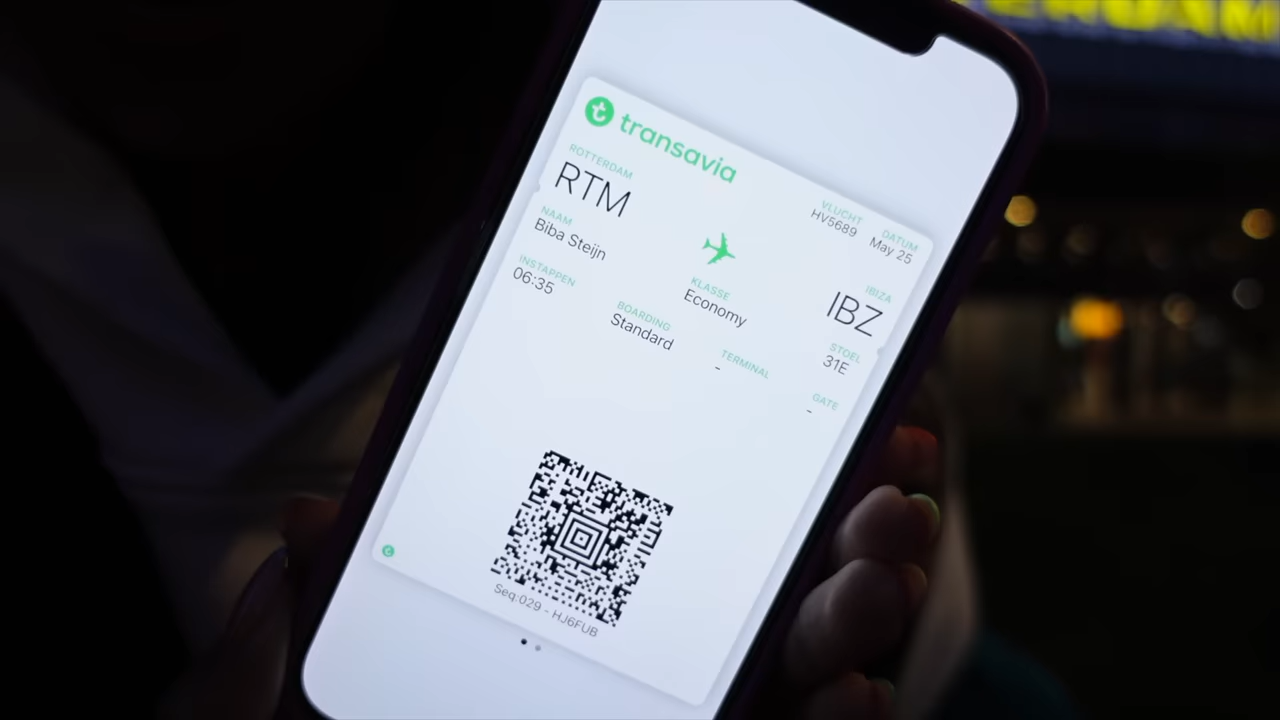 transavia
VLUCHT DATUM
HV5689 May 25
ROTTERDAM IBIZA
RTM IBZ
NAAM KLASSE STOEL
Biba Steijn Economy 31E
INSTAPPEN BOARDING TERMINAL GATE
06:35 Standard - -
Seq:029 - HJ6FUB